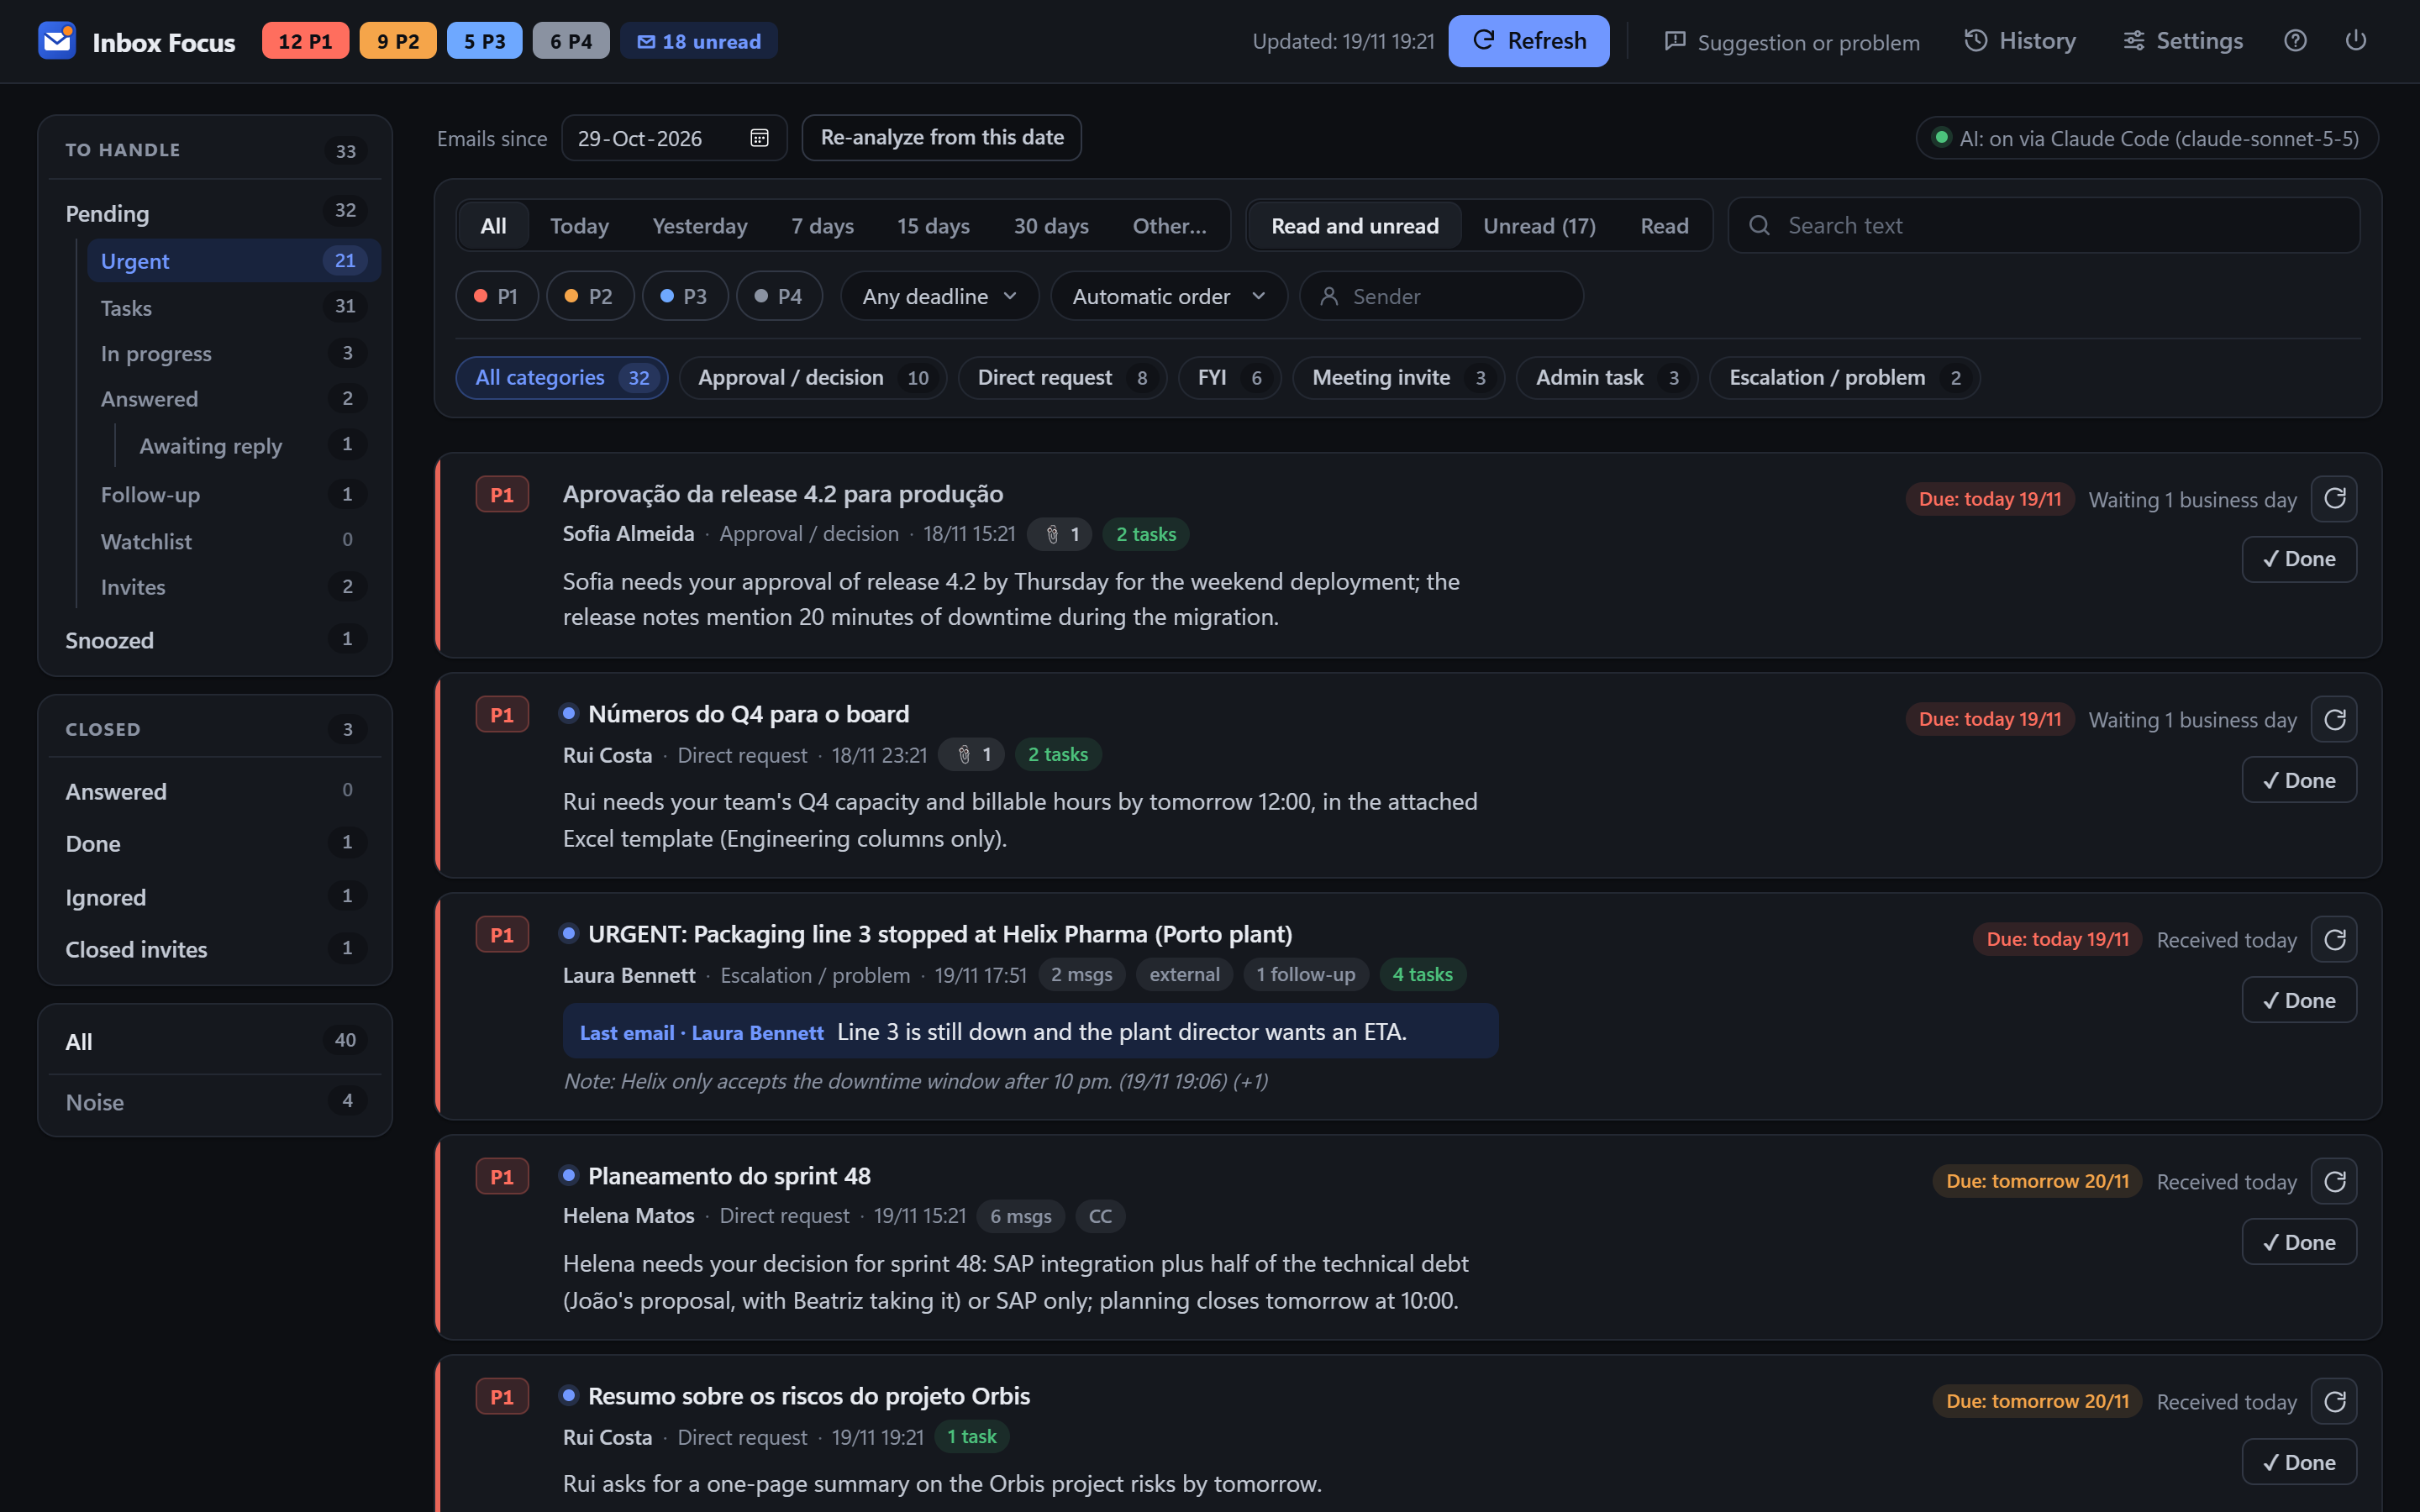 Inbox Focus 12 P1 9 P2 5 P3 6 P4 18 unread Updated: 19/11 19:21 Refresh Suggestion or problem History Settings
TO HANDLE 33
Pending 32
Urgent 21
Tasks 31
In progress 3
Answered 2
Awaiting reply 1
Follow-up 1
Watchlist 0
Invites 2
Snoozed 1
CLOSED 3
Answered 0
Done 1
Ignored 1
Closed invites 1
All 40
Noise 4
Emails since 29-Oct-2026 Re-analyze from this date AI: on via Claude Code (claude-sonnet-5-5)
All Today Yesterday 7 days 15 days 30 days Other... Read and unread Unread (17) Read Search text
P1 P2 P3 P4 Any deadline Automatic order Sender
All categories 32 Approval / decision 10 Direct request 8 FYI 6 Meeting invite 3 Admin task 3 Escalation / problem 2
P1 Aprovação da release 4.2 para produção Due: today 19/11 Waiting 1 business day
Sofia Almeida · Approval / decision · 18/11 15:21 1 2 tasks
✓ Done
Sofia needs your approval of release 4.2 by Thursday for the weekend deployment; the
release notes mention 20 minutes of downtime during the migration.
P1 Números do Q4 para o board Due: today 19/11 Waiting 1 business day
Rui Costa · Direct request · 18/11 23:21 1 2 tasks
✓ Done
Rui needs your team's Q4 capacity and billable hours by tomorrow 12:00, in the attached
Excel template (Engineering columns only).
P1 URGENT: Packaging line 3 stopped at Helix Pharma (Porto plant) Due: today 19/11 Received today
Laura Bennett · Escalation / problem · 19/11 17:51 2 msgs external 1 follow-up 4 tasks
✓ Done
Last email · Laura Bennett Line 3 is still down and the plant director wants an ETA.
Note: Helix only accepts the downtime window after 10 pm. (19/11 19:06) (+1)
P1 Planeamento do sprint 48 Due: tomorrow 20/11 Received today
Helena Matos · Direct request · 19/11 15:21 6 msgs CC
✓ Done
Helena needs your decision for sprint 48: SAP integration plus half of the technical debt
(João's proposal, with Beatriz taking it) or SAP only; planning closes tomorrow at 10:00.
P1 Resumo sobre os riscos do projeto Orbis Due: tomorrow 20/11 Received today
Rui Costa · Direct request · 19/11 19:21 1 task
✓ Done
Rui asks for a one-page summary on the Orbis project risks by tomorrow.